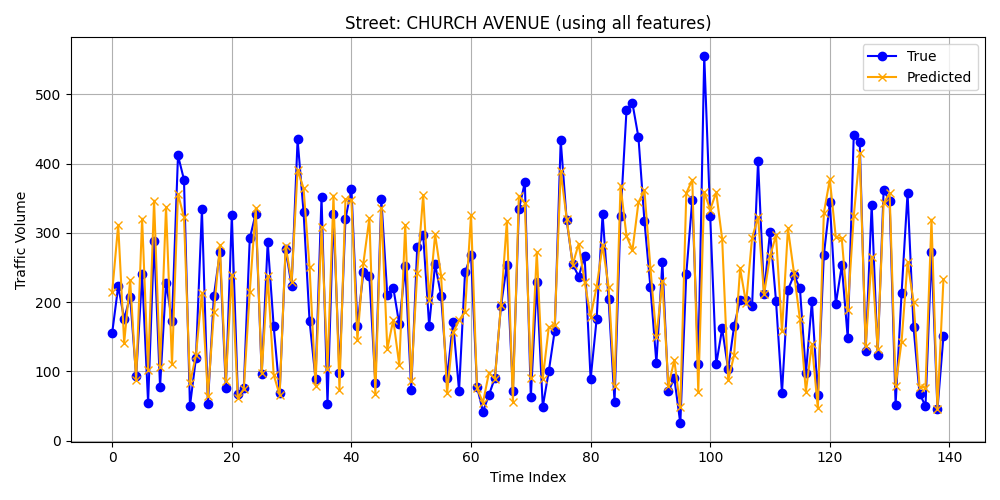 Street: CHURCH AVENUE (using all features)
True
Predicted
Traffic Volume
500
400
300
200
100
0
0 20 40 60 80 100 120 140
Time Index